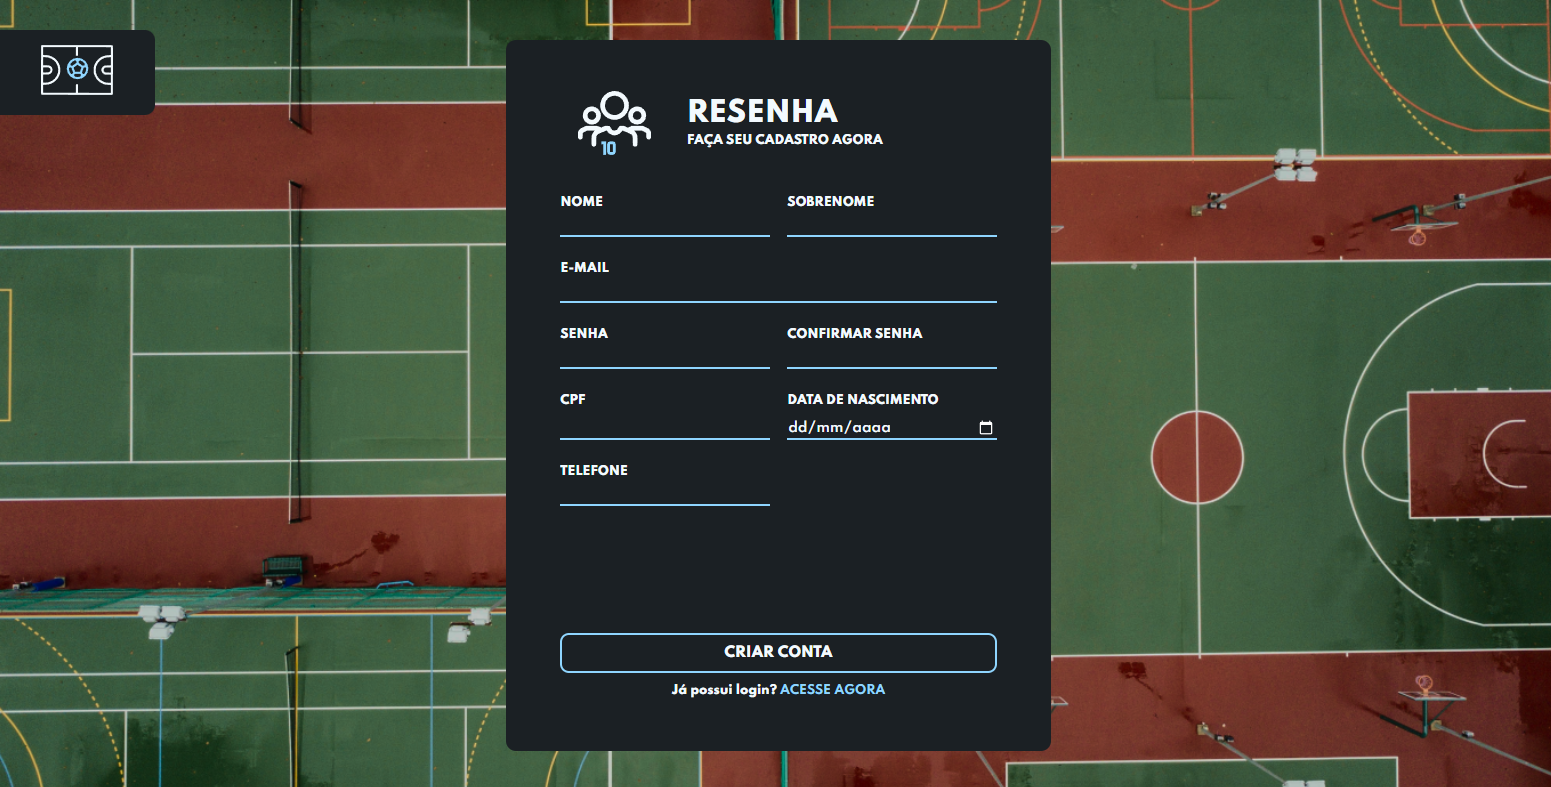 10
RESENHA
FAÇA SEU CADASTRO AGORA
NOME
SOBRENOME
E-MAIL
SENHA
CONFIRMAR SENHA
CPF
DATA DE NASCIMENTO
dd/mm/aaaa
TELEFONE
CRIAR CONTA
Já possui login? ACESSE AGORA